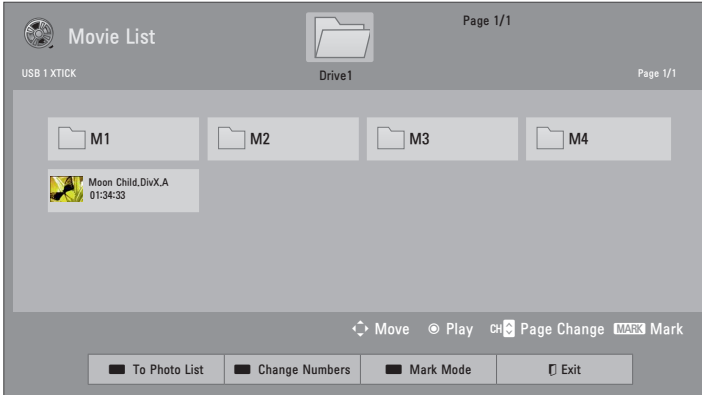 Movie List
Page 1/1
USB 1 XTICK
Drive1
Page 1/1
M1
M2
M3
M4
Moon Child,DivX,A
01:34:33
Move
Play
CH
Page Change
MARK
Mark
To Photo List
Change Numbers
Mark Mode
Exit